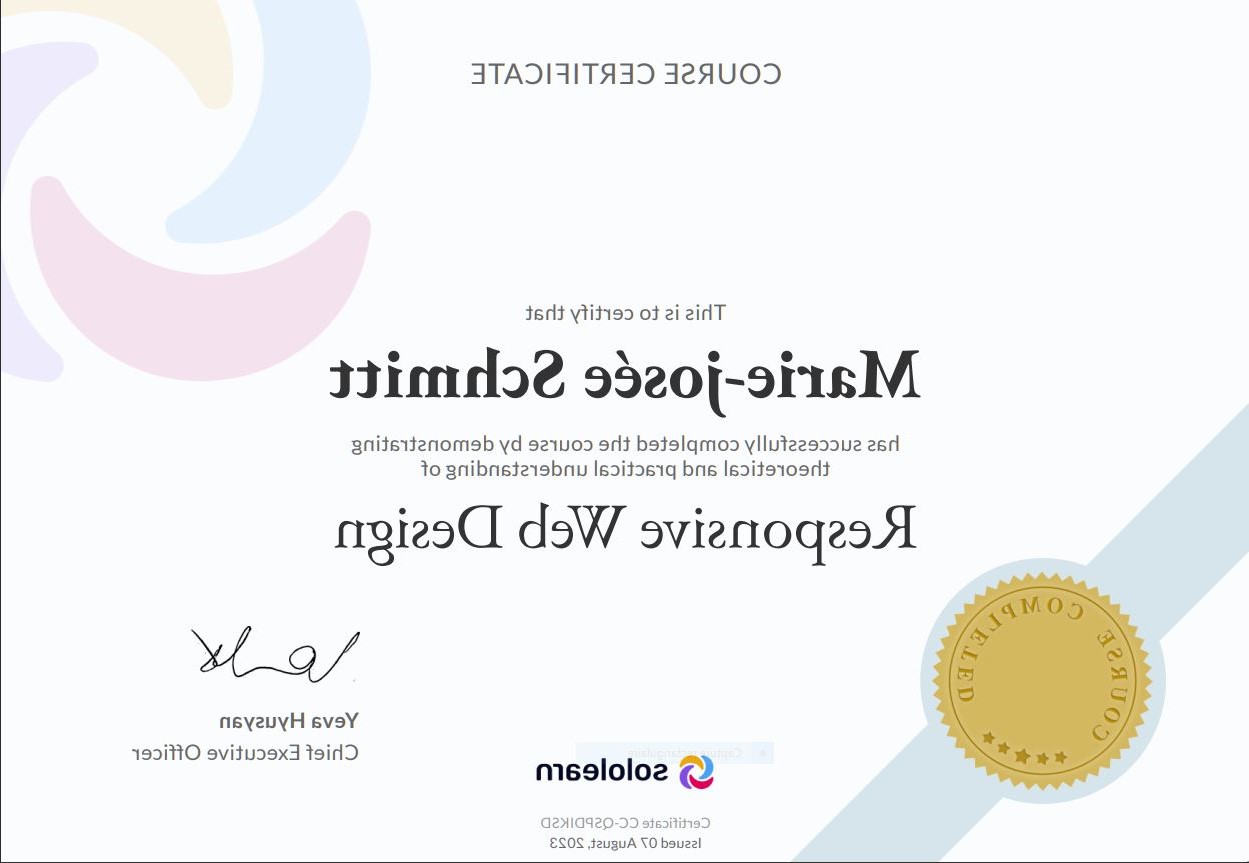 COURSE CERTIFICATE
This is to certify that
Marie-josée Schmitt
has successfully completed the course by demonstrating
theoretical and practical understanding of
Responsive Web Design
COURSE COMPLETED
Yeva Hyusyan
Chief Executive Officer
Capture rectangulaire
sololearn
Certificate CC-QSPDIKSD
Issued 07 August, 2023